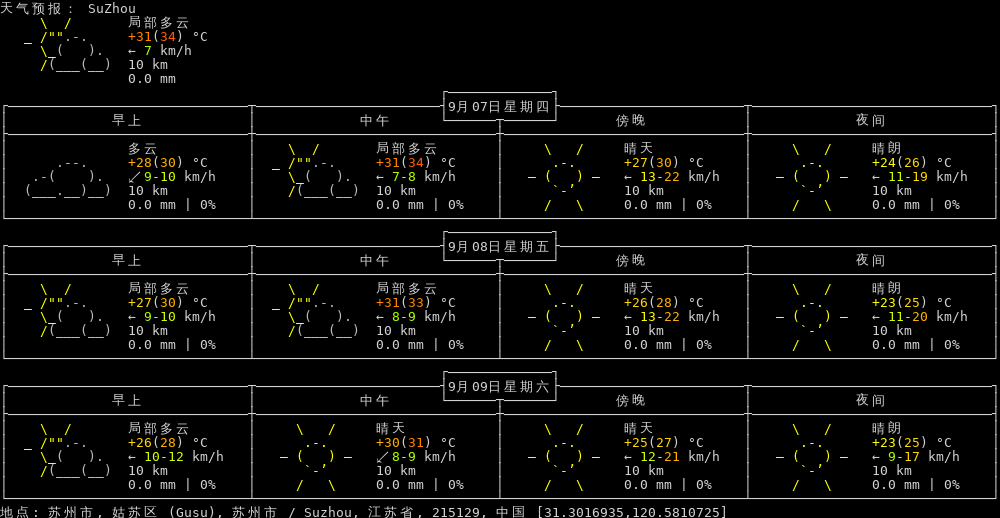 天气预报： SuZhou
局部多云
+31(34) °C
← 7 km/h
10 km
0.0 mm
9月07日星期四
早上 中午 傍晚 夜间
多云 局部多云 晴天 晴朗
+28(30) °C +31(34) °C +27(30) °C +24(26) °C
↙ 9-10 km/h ← 7-8 km/h ← 13-22 km/h ← 11-19 km/h
10 km 10 km 10 km 10 km
0.0 mm | 0% 0.0 mm | 0% 0.0 mm | 0% 0.0 mm | 0%
9月08日星期五
早上 中午 傍晚 夜间
局部多云 局部多云 晴天 晴朗
+27(30) °C +31(33) °C +26(28) °C +23(25) °C
← 9-10 km/h ← 8-9 km/h ← 13-22 km/h ← 11-20 km/h
10 km 10 km 10 km 10 km
0.0 mm | 0% 0.0 mm | 0% 0.0 mm | 0% 0.0 mm | 0%
9月09日星期六
早上 中午 傍晚 夜间
局部多云 晴天 晴天 晴朗
+26(28) °C +30(31) °C +25(27) °C +23(25) °C
← 10-12 km/h ↙ 8-9 km/h ← 12-21 km/h ← 9-17 km/h
10 km 10 km 10 km 10 km
0.0 mm | 0% 0.0 mm | 0% 0.0 mm | 0% 0.0 mm | 0%
地点: 苏州市, 姑苏区 (Gusu), 苏州市 / Suzhou, 江苏省, 215129, 中国 [31.3016935,120.5810725]